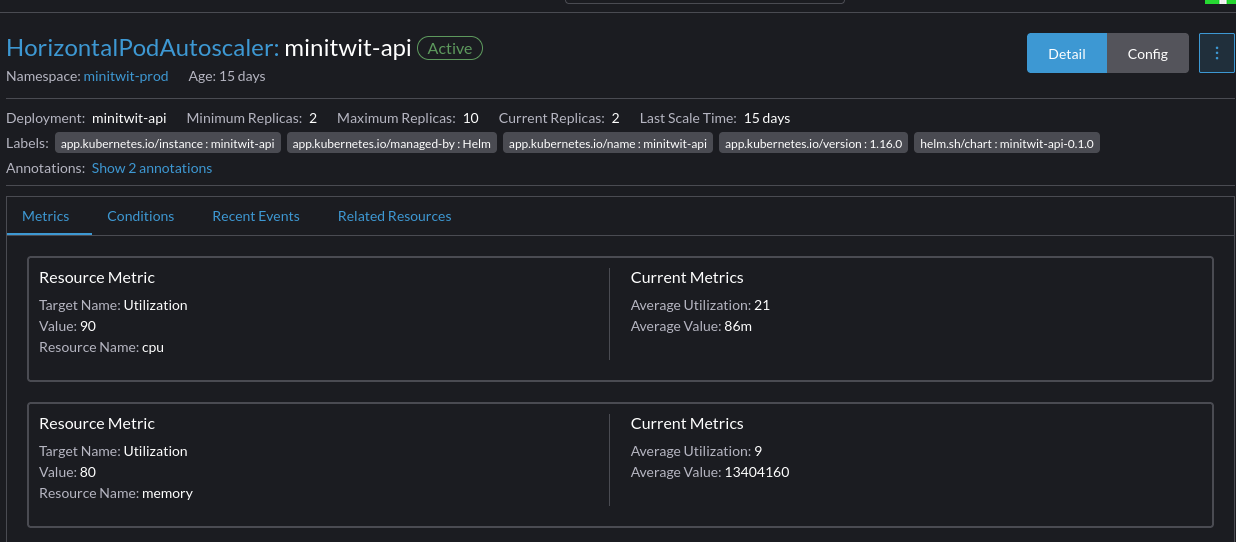 HorizontalPodAutoscaler: minitwit-api Active
Detail Config
Namespace: minitwit-prod Age: 15 days
Deployment: minitwit-api Minimum Replicas: 2 Maximum Replicas: 10 Current Replicas: 2 Last Scale Time: 15 days
Labels: app.kubernetes.io/instance : minitwit-api app.kubernetes.io/managed-by : Helm app.kubernetes.io/name : minitwit-api app.kubernetes.io/version : 1.16.0 helm.sh/chart : minitwit-api-0.1.0
Annotations: Show 2 annotations
Metrics Conditions Recent Events Related Resources
Resource Metric
Target Name: Utilization
Value: 90
Resource Name: cpu
Current Metrics
Average Utilization: 21
Average Value: 86m
Resource Metric
Target Name: Utilization
Value: 80
Resource Name: memory
Current Metrics
Average Utilization: 9
Average Value: 13404160